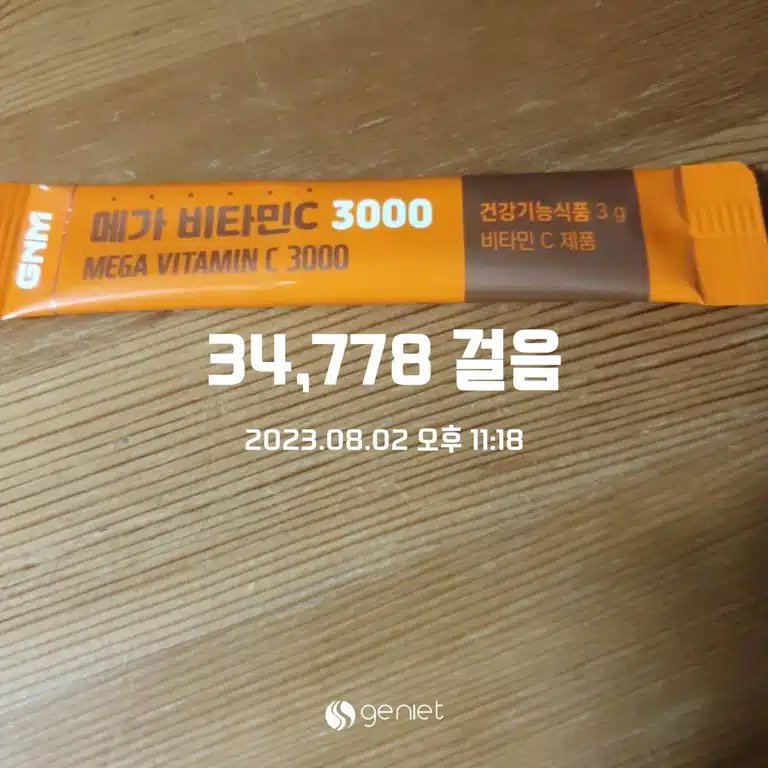 GNM
메가 비타민C 3000
MEGA VITAMIN C 3000
건강기능식품 3 g
비타민 C 제품
34,778 걸음
2023.08.02 오후 11:18
geniet